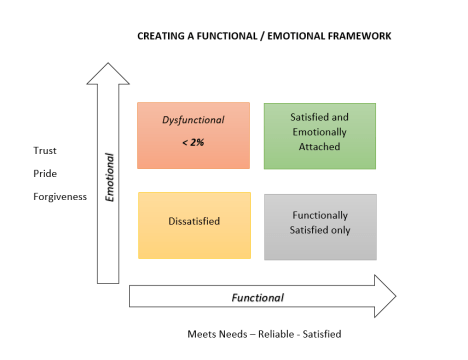 CREATING A FUNCTIONAL / EMOTIONAL FRAMEWORK
Dysfunctional
< 2%
Satisfied and
Emotionally
Attached
Trust
Pride
Forgiveness
Emotional
Dissatisfied
Functionally
Satisfied only
Functional
Meets Needs – Reliable - Satisfied